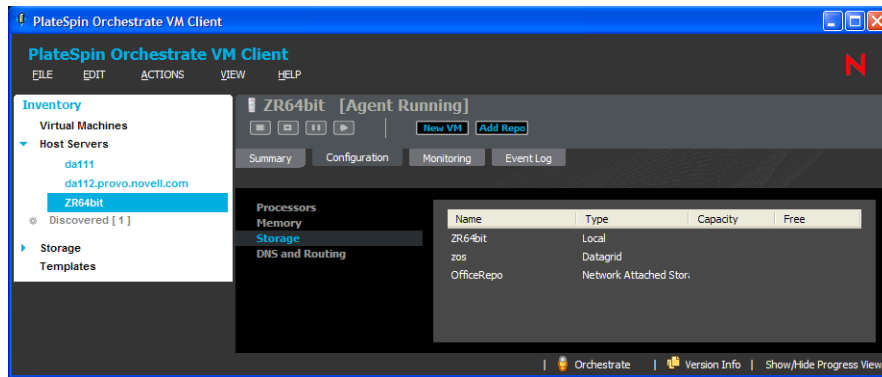 PlateSpin Orchestrate VM Client
PlateSpin Orchestrate VM Client
FILE EDIT ACTIONS VIEW HELP
N
Inventory
Virtual Machines
Host Servers
da111
da112.provo.novell.com
ZR64bit
Discovered [ 1 ]
Storage
Templates
ZR64bit [Agent Running]
New VM Add Repo
Summary Configuration Monitoring Event Log
Processors
Memory
Storage
DNS and Routing
Name Type Capacity Free
ZR64bit Local
zos Datagrid
OfficeRepo Network Attached Stor
| Orchestrate | Version Info | Show/Hide Progress View